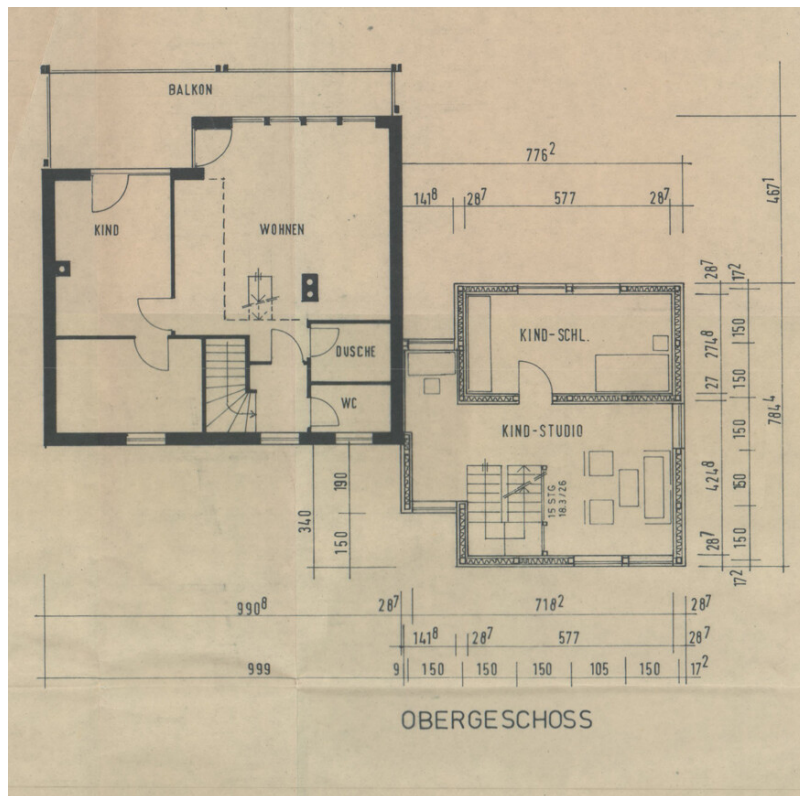 BALKON
776²
467¹
141⁸ 28⁷ 577 28⁷
KIND
WOHNEN
28⁷ 17²
KIND-SCHL.
274⁸ 150
DUSCHE
27 150
WC
784⁴
KIND-STUDIO
150
424⁸ 150
15 STG
18.3/26
190
340
150
28⁷ 150
17²
990⁸ 28⁷ 718² 28⁷
141⁸ 28⁷ 577 28⁷
999 9 150 150 150 105 150 17²
OBERGESCHOSS